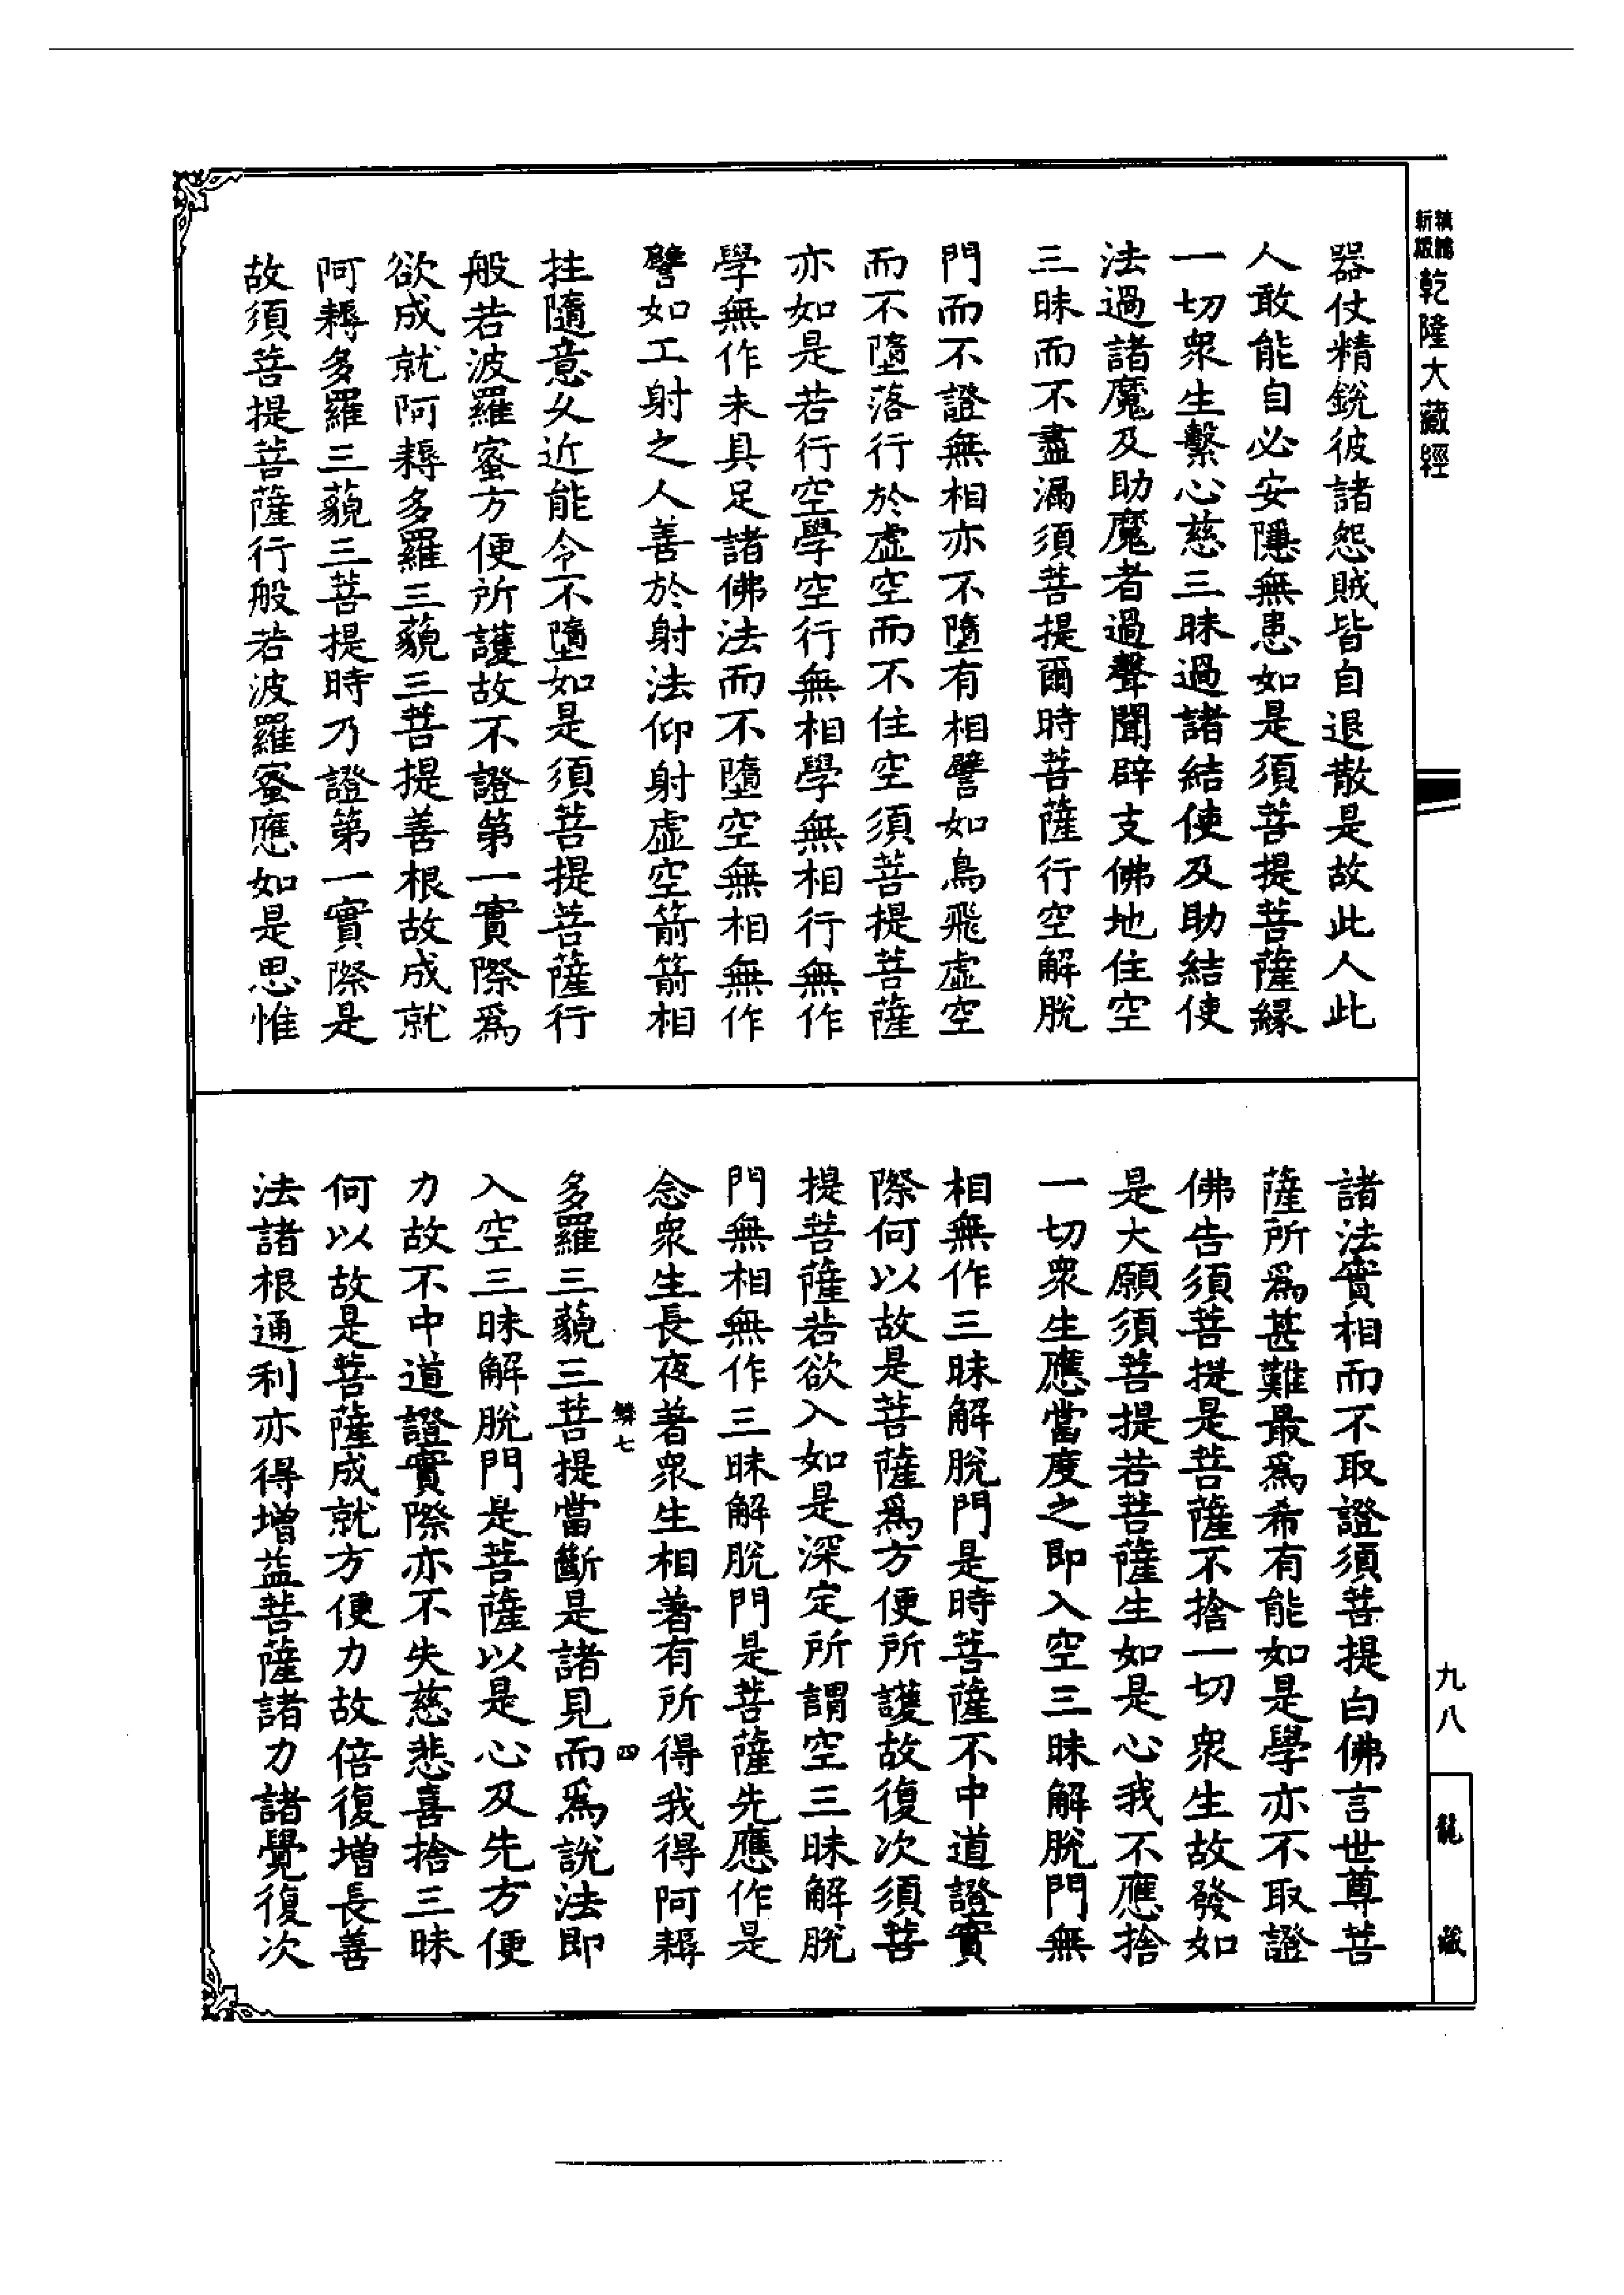 新版
精縮
乾隆大藏經
器仗精銳彼諸怨賊皆自退散是故此人此
人敢能自必安隱無患如是須菩提菩薩緣
一切衆生繫心慈三昧過諸結使及助結使
法過諸魔及助魔者過聲聞辟支佛地住空
三昧而不盡漏須菩提爾時菩薩行空解脫
門而不證無相亦不墮有相譬如鳥飛虛空
而不墮落行於虛空而不住空須菩提菩薩
亦如是若行空學空行無相學無相行無作
學無作未具足諸佛法而不墮空無相無作
譬如工射之人善於射法仰射虛空箭箭相
拄隨意久近能令不墮如是須菩提菩薩行
般若波羅蜜方便所護故不證第一實際爲
欲成就阿耨多羅三藐三菩提善根故成就
阿耨多羅三藐三菩提時乃證第一實際是
故須菩提菩薩行般若波羅蜜應如是思惟
諸法實相而不取證須菩提白佛言世尊菩
薩所爲甚難最爲希有能如是學亦不取證
佛告須菩提是菩薩不捨一切衆生故發如
是大願須菩提若菩薩生如是心我不應捨
一切衆生應當度之即入空三昧解脫門無
相無作三昧解脫門是時菩薩不中道證實
際何以故是菩薩爲方便所護故復次須菩
提菩薩若欲入如是深定所謂空三昧解脫
門無相無作三昧解脫門是菩薩先應作是
念衆生長夜著衆生相著有所得我得阿耨
鱗七
四
多羅三藐三菩提當斷是諸見而爲說法即
入空三昧解脫門是菩薩以是心及先方便
力故不中道證實際亦不失慈悲喜捨三昧
何以故是菩薩成就方便力故倍復增長善
法諸根通利亦得增益菩薩諸力諸覺復次
九八
龍藏